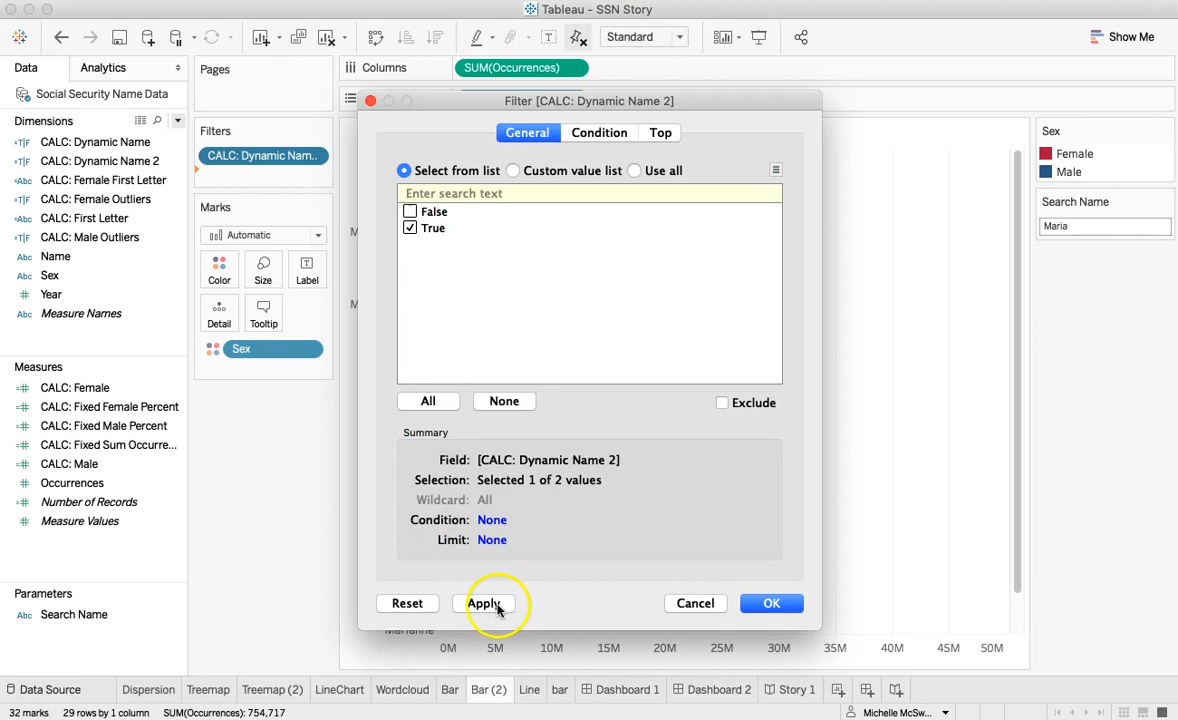 Tableau - SSN Story
Standard
Show Me
Data
Analytics
Pages
Columns
SUM(Occurrences)
Social Security Name Data
Dimensions
CALC: Dynamic Name
CALC: Dynamic Name 2
CALC: Female First Letter
CALC: Female Outliers
CALC: First Letter
CALC: Male Outliers
Name
Sex
Year
Measure Names
Measures
CALC: Female
CALC: Fixed Female Percent
CALC: Fixed Male Percent
CALC: Fixed Sum Occurre...
CALC: Male
Occurrences
Number of Records
Measure Values
Parameters
Search Name
Filters
CALC: Dynamic Nam..
Marks
Automatic
Color
Size
Label
Detail
Tooltip
Sex
Filter [CALC: Dynamic Name 2]
General
Condition
Top
Select from list
Custom value list
Use all
Enter search text
False
True
All
None
Exclude
Summary
Field: [CALC: Dynamic Name 2]
Selection: Selected 1 of 2 values
Wildcard: All
Condition: None
Limit: None
Reset
Apply
Cancel
OK
Marianne
0M 5M 10M 15M 20M 25M 30M 35M 40M 45M 50M
Sex
Female
Male
Search Name
Maria
Data Source
Dispersion
Treemap
Treemap (2)
LineChart
Wordcloud
Bar
Bar (2)
Line
bar
Dashboard 1
Dashboard 2
Story 1
32 marks
29 rows by 1 column
SUM(Occurrences): 754,717
Michelle McSw...